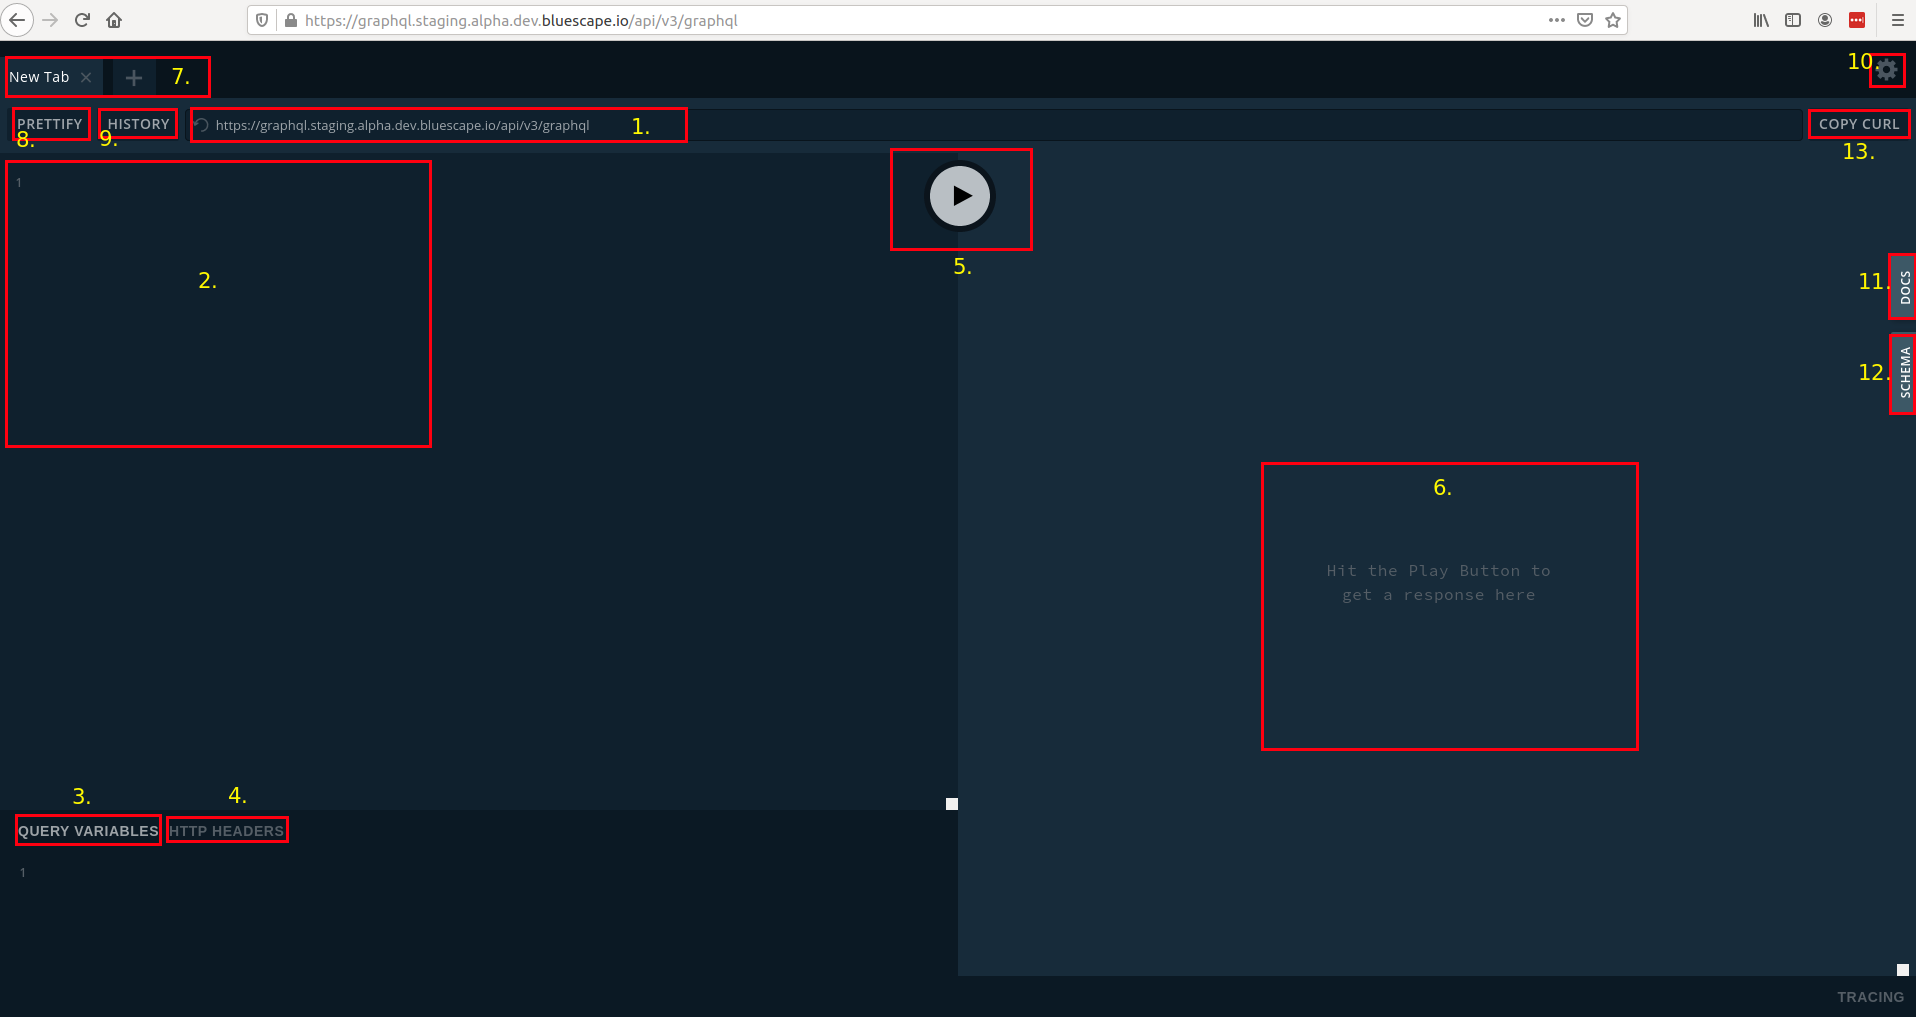 https://graphql.staging.alpha.dev.bluescape.io/api/v3/graphql
New Tab
7.
10.
PRETTIFY
HISTORY
https://graphql.staging.alpha.dev.bluescape.io/api/v3/graphql
1.
COPY CURL
8.
9.
13.
1
2.
5.
11.
DOCS
12.
SCHEMA
6.
Hit the Play Button to
get a response here
3.
4.
QUERY VARIABLES
HTTP HEADERS
1
TRACING